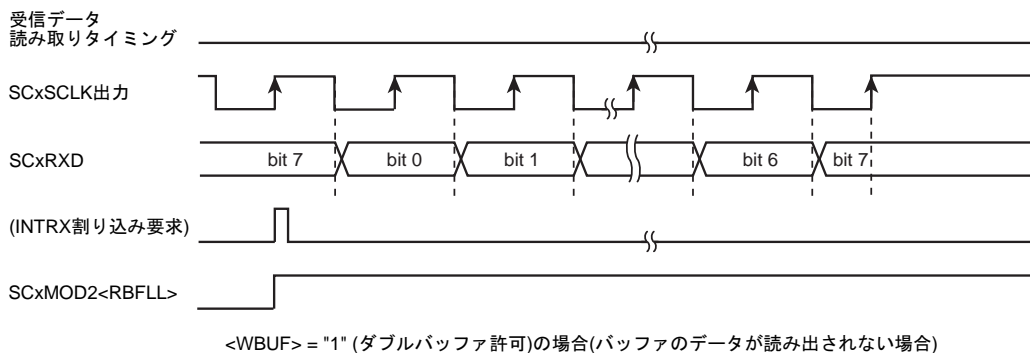 受信データ
読み取りタイミング
SCxSCLK出力
SCxRXD
bit 7
bit 0
bit 1
bit 6
bit 7
(INTRX割り込み要求)
SCxMOD2<RBFLL>
<WBUF> = "1" (ダブルバッファ許可)の場合(バッファのデータが読み出されない場合)